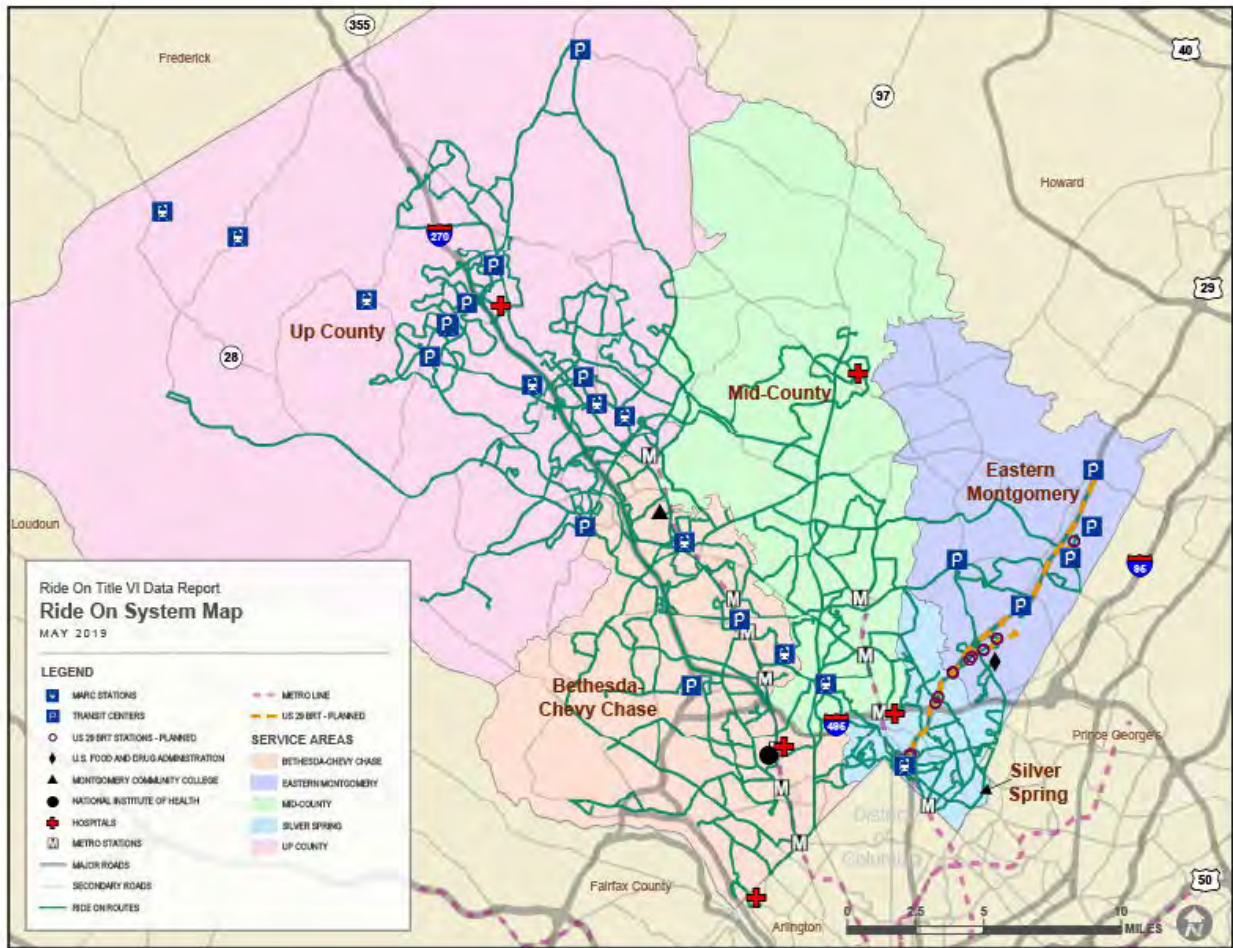 355
Frederick
40
97
Howard
270
29
Up County
28
Mid-County
Eastern
Montgomery
Loudoun
95
Bethesda-
Chevy Chase
495
Prince George's
Silver
Spring
District
of
Columbia
Fairfax County
50
Arlington
0
2.5
5
10
MILES
N
P
P
P
P
P
P
P
P
P
P
P
P
P
P
M
M
M
M
M
M
M
M
M
M
Ride On Title VI Data Report
Ride On System Map
MAY 2019
LEGEND
MARC STATIONS
P TRANSIT CENTERS
US 29 BRT STATIONS - PLANNED
U.S. FOOD AND DRUG ADMINISTRATION
MONTGOMERY COMMUNITY COLLEGE
NATIONAL INSTITUTE OF HEALTH
HOSPITALS
M METRO STATIONS
MAJOR ROADS
SECONDARY ROADS
RIDE ON ROUTES
METRO LINE
US 29 BRT - PLANNED
SERVICE AREAS
BETHESDA-CHEVY CHASE
EASTERN MONTGOMERY
MID-COUNTY
SILVER SPRING
UP COUNTY